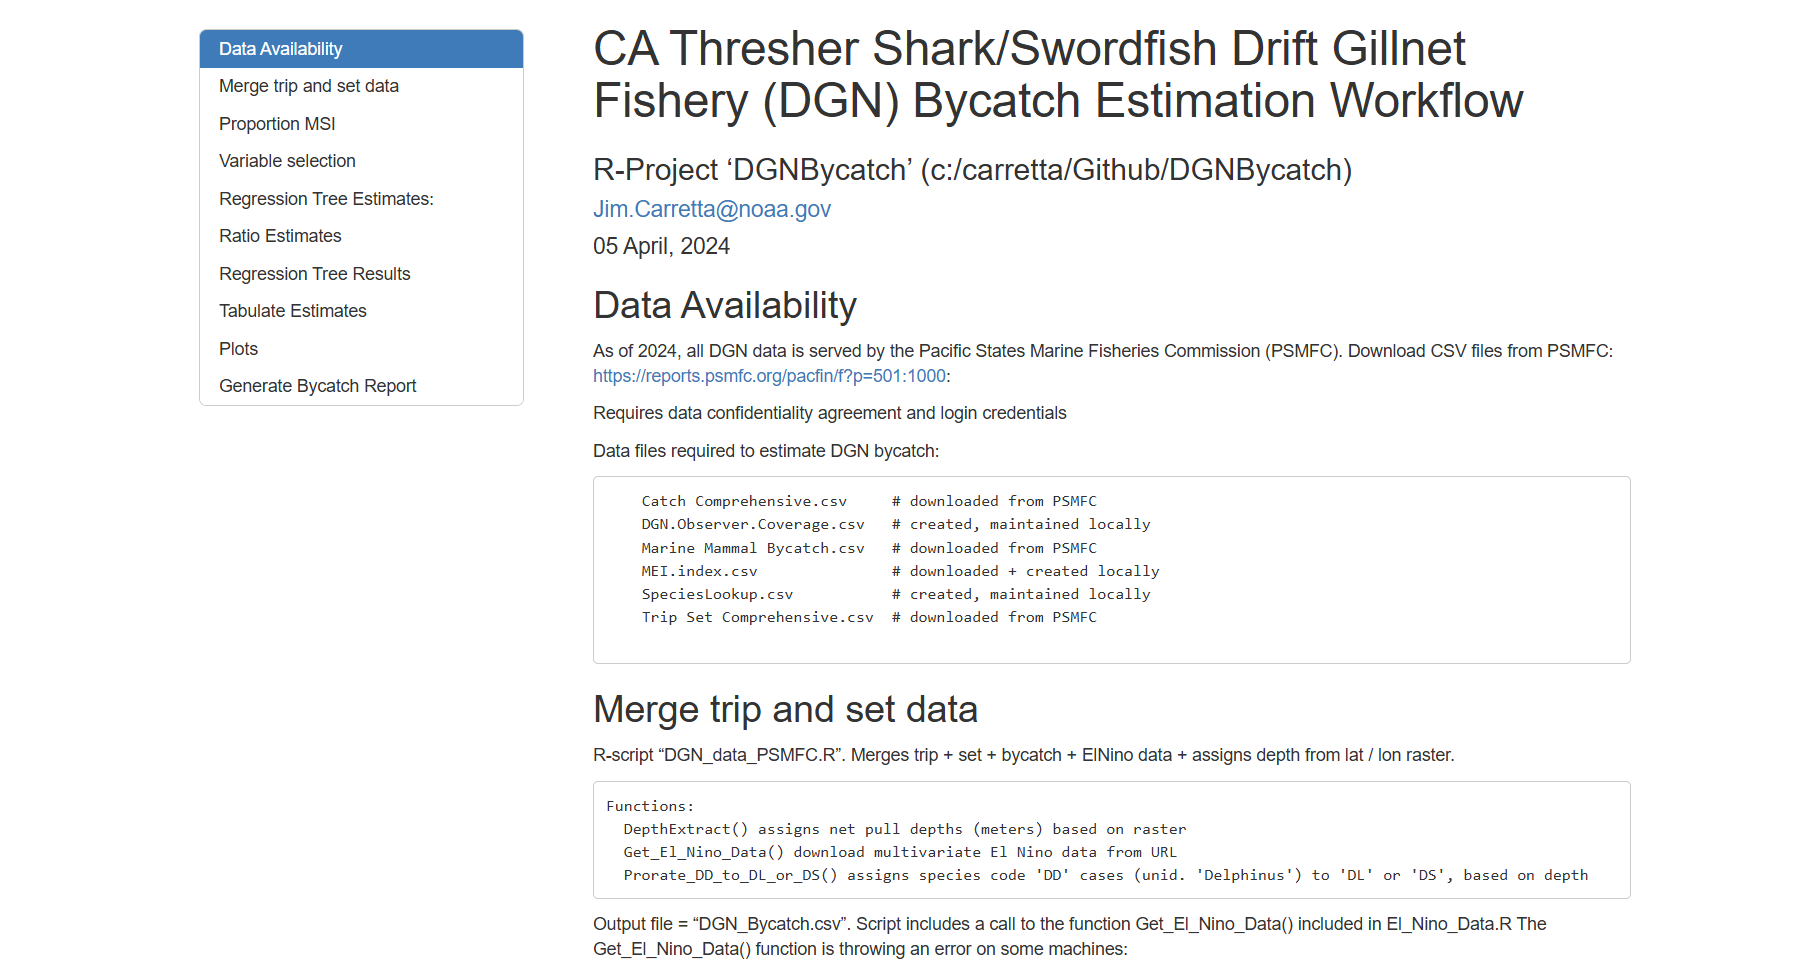 Data Availability
Merge trip and set data
Proportion MSI
Variable selection
Regression Tree Estimates:
Ratio Estimates
Regression Tree Results
Tabulate Estimates
Plots
Generate Bycatch Report
CA Thresher Shark/Swordfish Drift Gillnet
Fishery (DGN) Bycatch Estimation Workflow
R-Project ‘DGNBycatch’ (c:/carretta/Github/DGNBycatch)
Jim.Carretta@noaa.gov
05 April, 2024
Data Availability
As of 2024, all DGN data is served by the Pacific States Marine Fisheries Commission (PSMFC). Download CSV files from PSMFC:
https://reports.psmfc.org/pacfin/f?p=501:1000:
Requires data confidentiality agreement and login credentials
Data files required to estimate DGN bycatch:
Catch Comprehensive.csv     # downloaded from PSMFC
DGN.Observer.Coverage.csv   # created, maintained locally
Marine Mammal Bycatch.csv   # downloaded from PSMFC
MEI.index.csv               # downloaded + created locally
SpeciesLookup.csv           # created, maintained locally
Trip Set Comprehensive.csv  # downloaded from PSMFC
Merge trip and set data
R-script “DGN_data_PSMFC.R”. Merges trip + set + bycatch + ElNino data + assigns depth from lat / lon raster.
Functions:
DepthExtract() assigns net pull depths (meters) based on raster
Get_El_Nino_Data() download multivariate El Nino data from URL
Prorate_DD_to_DL_or_DS() assigns species code 'DD' cases (unid. 'Delphinus') to 'DL' or 'DS', based on depth
Output file = “DGN_Bycatch.csv”. Script includes a call to the function Get_El_Nino_Data() included in El_Nino_Data.R The
Get_El_Nino_Data() function is throwing an error on some machines: